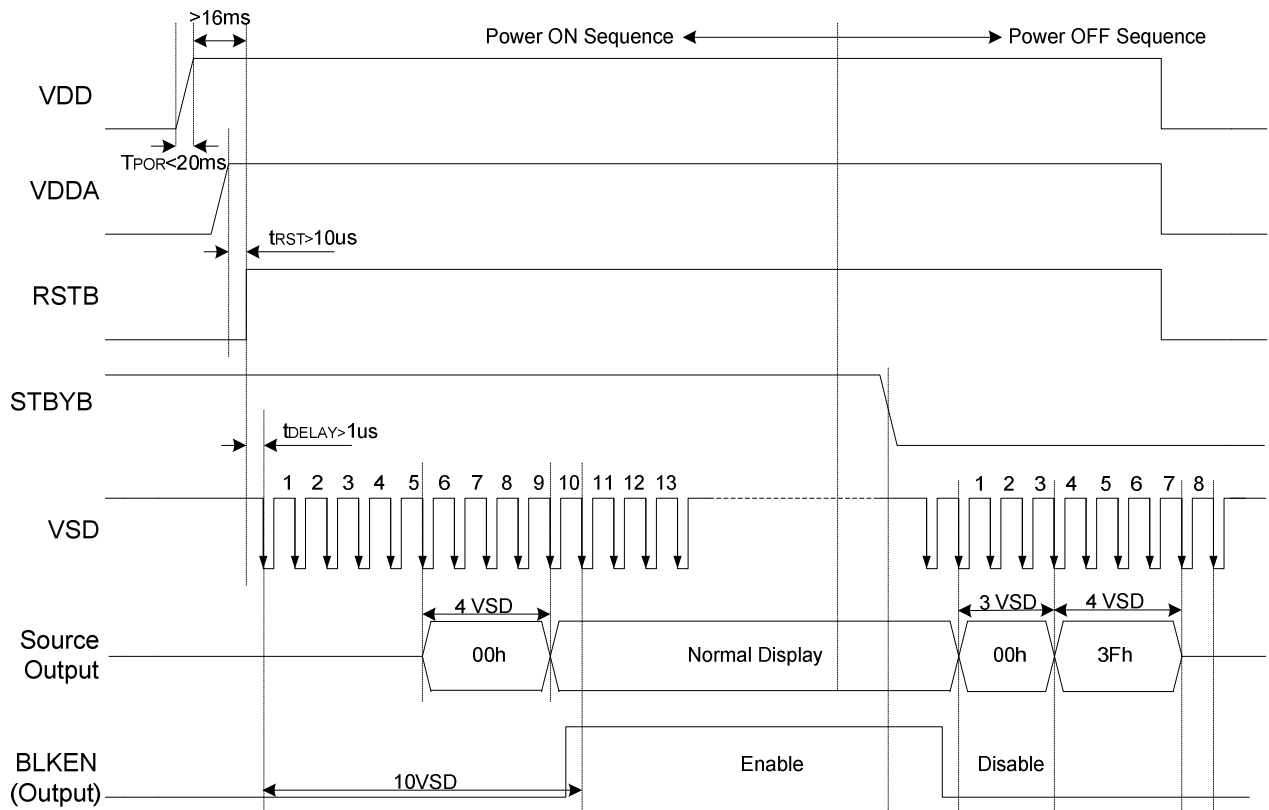 >16ms
Power ON Sequence
Power OFF Sequence
VDD
TPOR<20ms
VDDA
tRST>10us
RSTB
STBYB
tDELAY>1us
1 2 3 4 5 6 7 8 9 10 11 12 13
1 2 3 4 5 6 7 8
VSD
4 VSD
3 VSD
4 VSD
Source
Output
00h
Normal Display
00h
3Fh
BLKEN
(Output)
10VSD
Enable
Disable